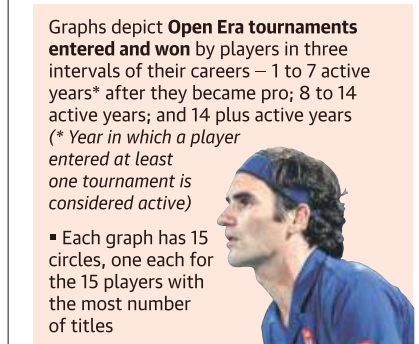 Graphs depict Open Era tournaments
entered and won by players in three
intervals of their careers – 1 to 7 active
years* after they became pro; 8 to 14
active years; and 14 plus active years
(* Year in which a player
entered at least
one tournament is
considered active)
▪ Each graph has 15
circles, one each for
the 15 players with
the most number
of titles